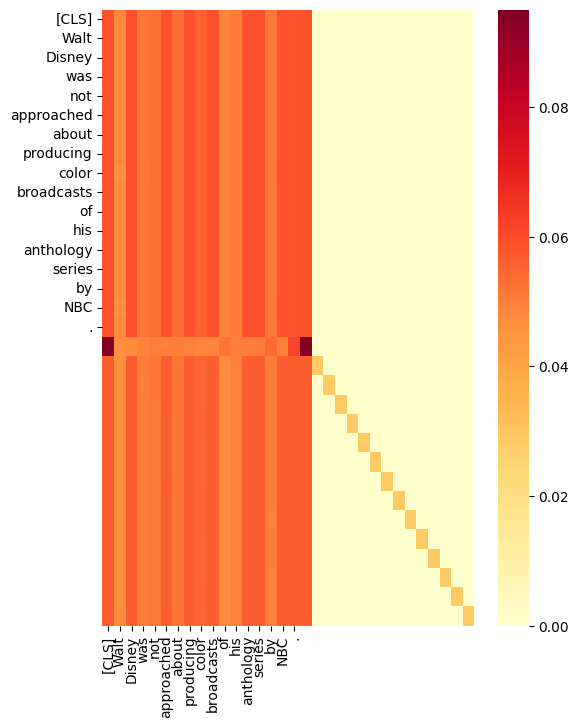 [CLS]
Walt
Disney
was
not
approached
about
producing
color
broadcasts
of
his
anthology
series
by
NBC
.
0.08
0.06
0.04
0.02
0.00
[CLS]
Walt
Disney
was
not
approached
about
producing
color
broadcasts
of
his
anthology
series
by
NBC
.